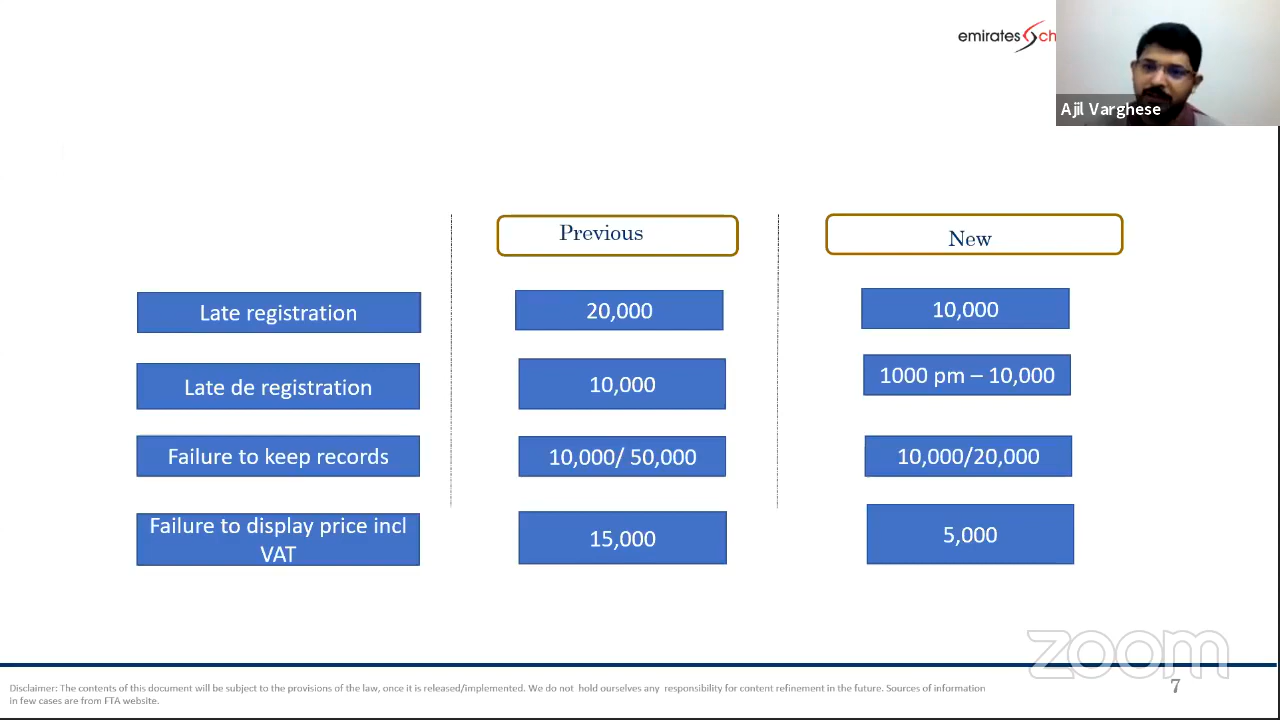 emirates ch
Ajil Varghese
Previous
New
Late registration
20,000
10,000
Late de registration
10,000
1000 pm – 10,000
Failure to keep records
10,000/ 50,000
10,000/20,000
Failure to display price incl
VAT
15,000
5,000
zoom
Disclaimer: The contents of this document will be subject to the provisions of the law, once it is released/implemented. We do not hold ourselves any responsibility for content refinement in the future. Sources of information
in few cases are from FTA website.
7